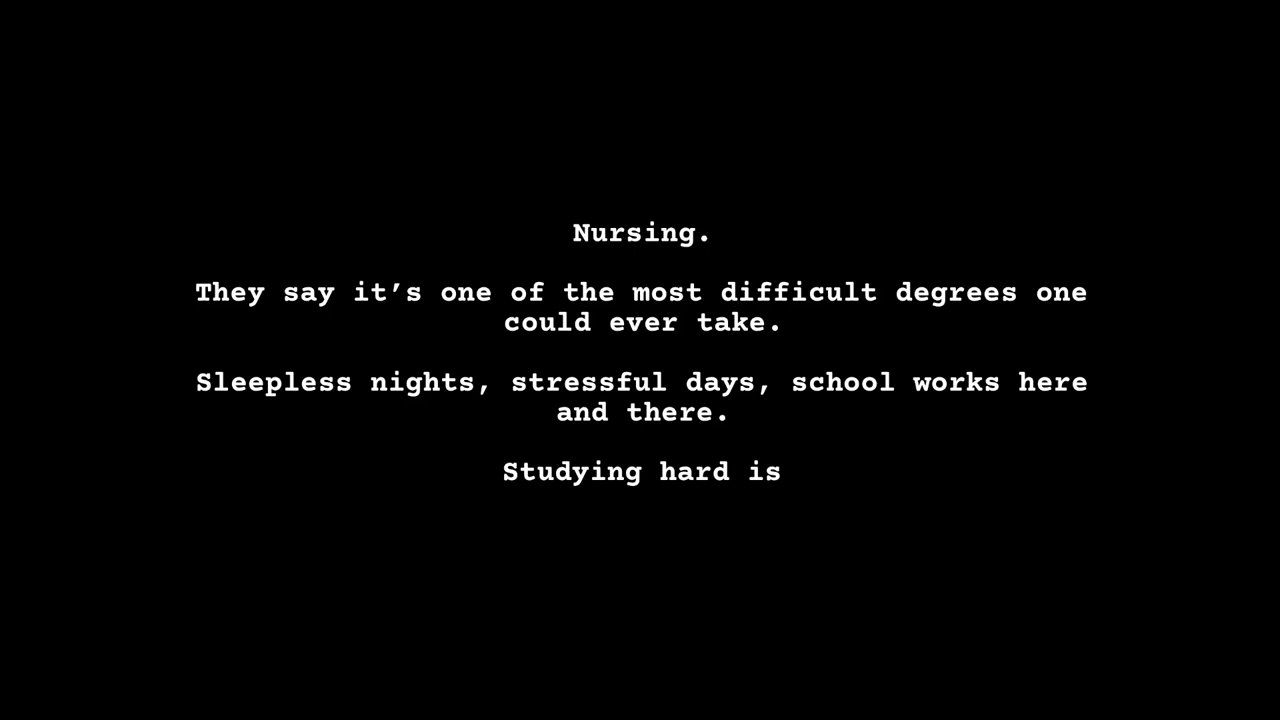 Nursing.
They say it’s one of the most difficult degrees one
could ever take.
Sleepless nights, stressful days, school works here
and there.
Studying hard is